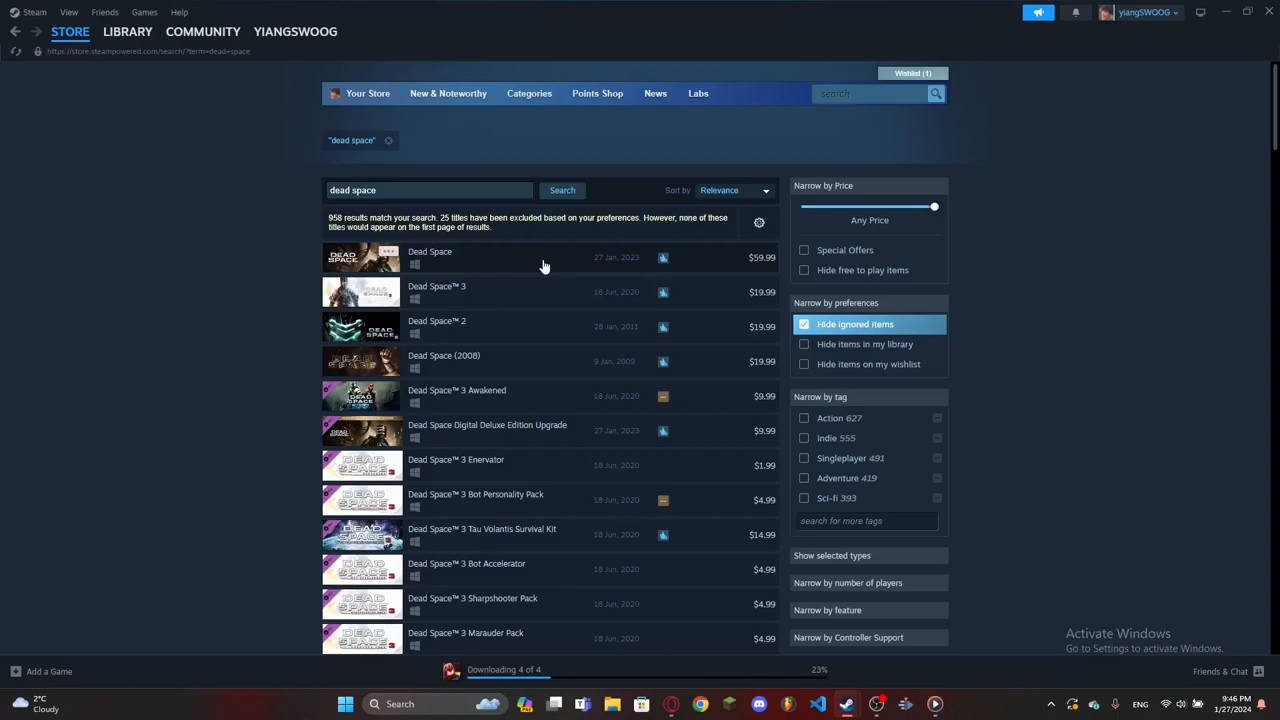 Steam View Friends Games Help
yiangSWOOG
STORE LIBRARY COMMUNITY YIANGSWOOG
https://store.steampowered.com/search/?term=dead+space
Wishlist (1)
Your Store New & Noteworthy Categories Points Shop News Labs search
"dead space"
dead space Search Sort by Relevance
958 results match your search. 25 titles have been excluded based on your preferences. However, none of these
titles would appear on the first page of results.
Dead Space 27 Jan, 2023 $59.99
Dead Space™ 3 18 Jun, 2020 $19.99
Dead Space™ 2 28 Jan, 2011 $19.99
Dead Space (2008) 9 Jan, 2009 $19.99
Dead Space™ 3 Awakened 18 Jun, 2020 $9.99
Dead Space Digital Deluxe Edition Upgrade 27 Jan, 2023 $9.99
Dead Space™ 3 Enervator 18 Jun, 2020 $1.99
Dead Space™ 3 Bot Personality Pack 18 Jun, 2020 $4.99
Dead Space™ 3 Tau Volantis Survival Kit 18 Jun, 2020 $14.99
Dead Space™ 3 Bot Accelerator 18 Jun, 2020 $4.99
Dead Space™ 3 Sharpshooter Pack 18 Jun, 2020 $4.99
Dead Space™ 3 Marauder Pack 18 Jun, 2020 $4.99
Narrow by Price
Any Price
Special Offers
Hide free to play items
Narrow by preferences
Hide ignored items
Hide items in my library
Hide items on my wishlist
Narrow by tag
Action 627
Indie 555
Singleplayer 491
Adventure 419
Sci-fi 393
search for more tags
Show selected types
Narrow by number of players
Narrow by feature
Narrow by Controller Support
Activate Windows
Go to Settings to activate Windows.
Add a Game Downloading 4 of 4 23% Friends & Chat
2°C
Cloudy
Search
ENG
9:46 PM
1/27/2024